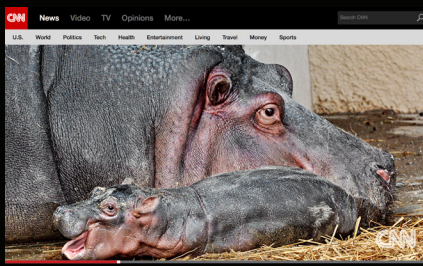 CNN News Video TV Opinions More... Search CNN
U.S. World Politics Tech Health Entertainment Living Travel Money Sports
CNN